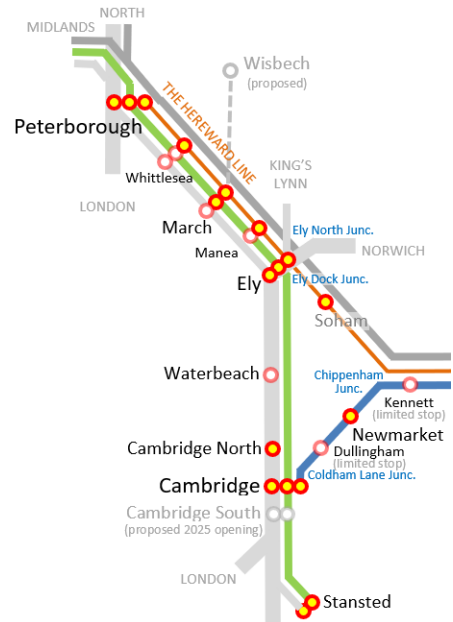 NORTH
MIDLANDS
Wisbech
(proposed)
THE HEREWARD LINE
Peterborough
Whittlesea
KING'S
LYNN
LONDON
March
Ely North Junc.
Manea
NORWICH
Ely
Ely Dock Junc.
Soham
Waterbeach
Chippenham
Junc.
Kennett
(limited stop)
Newmarket
Cambridge North
Dullingham
(limited stop)
Coldham Lane Junc.
Cambridge
Cambridge South
(proposed 2025 opening)
LONDON
Stansted